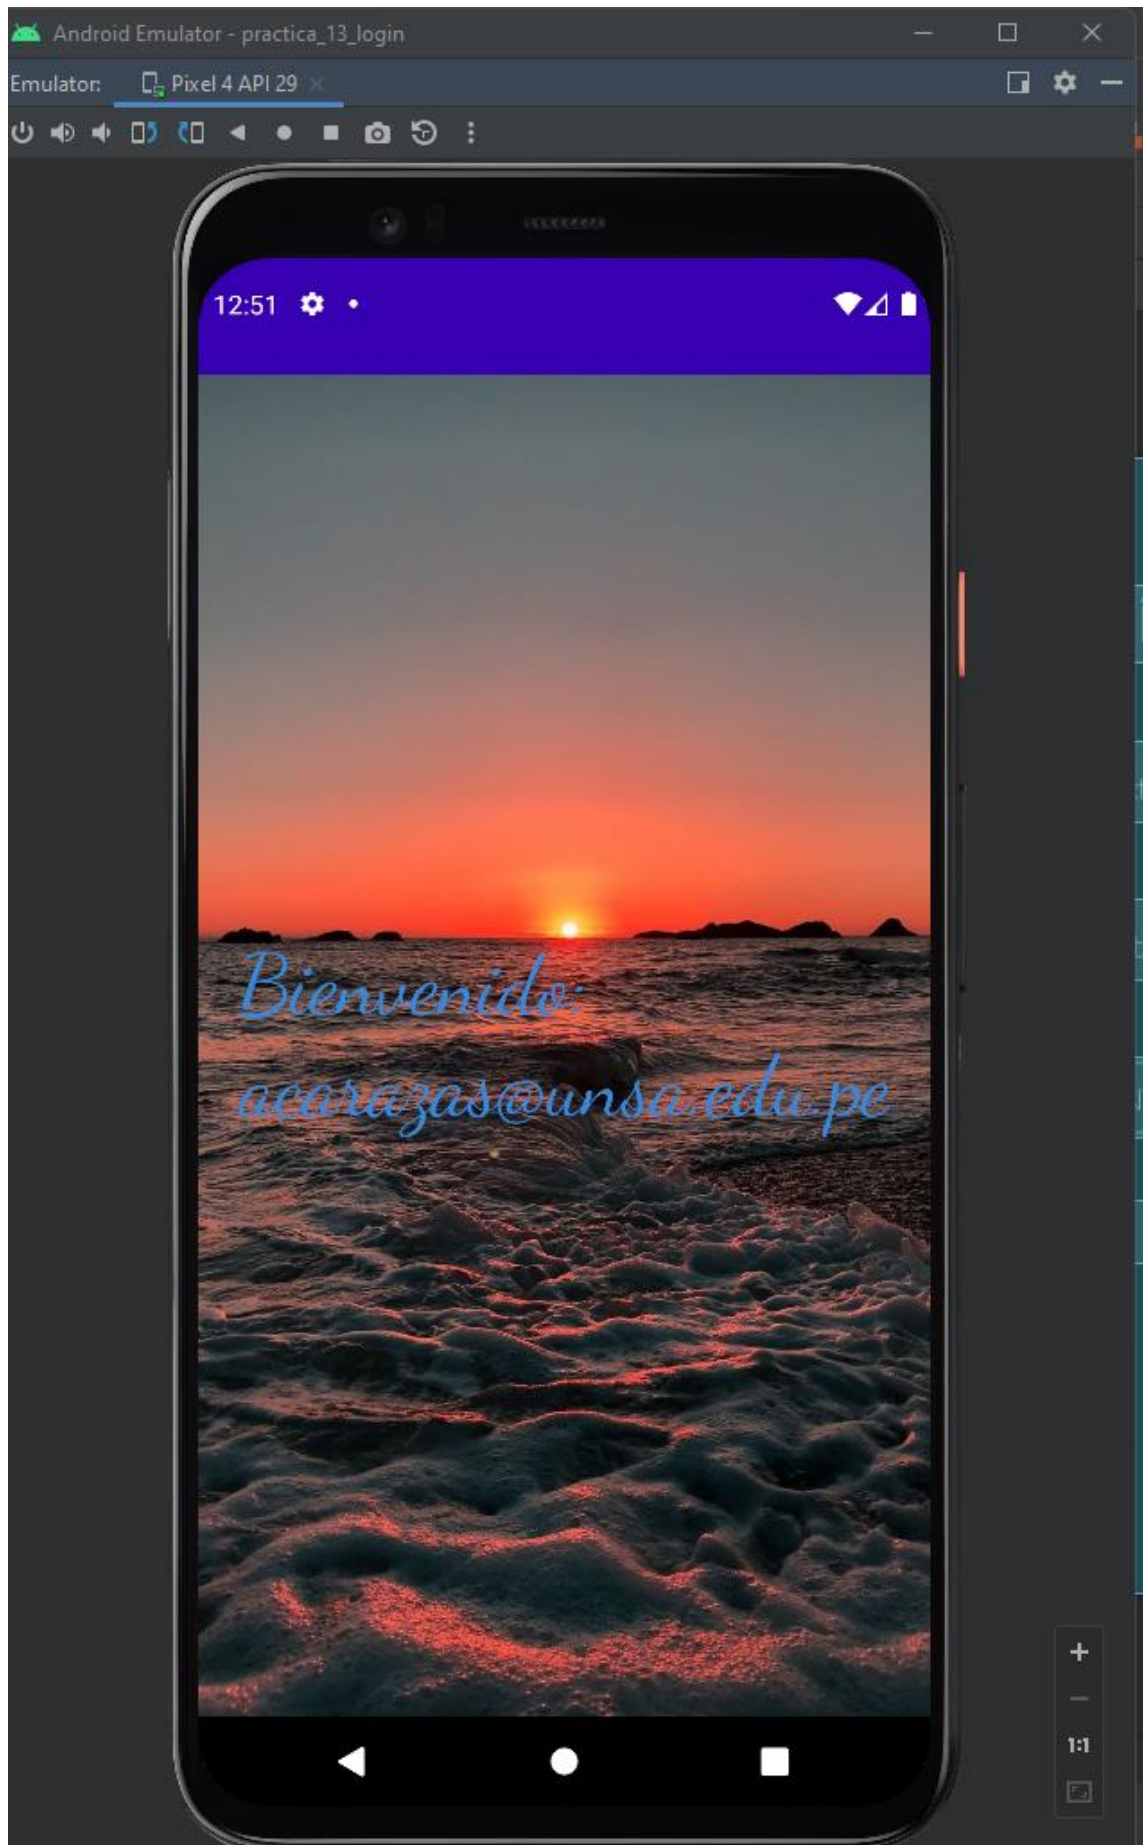 Android Emulator - practica_13_login
Emulator: Pixel 4 API 29
12:51
Bienvenido:
acarazas@unsa.edu.pe
1:1